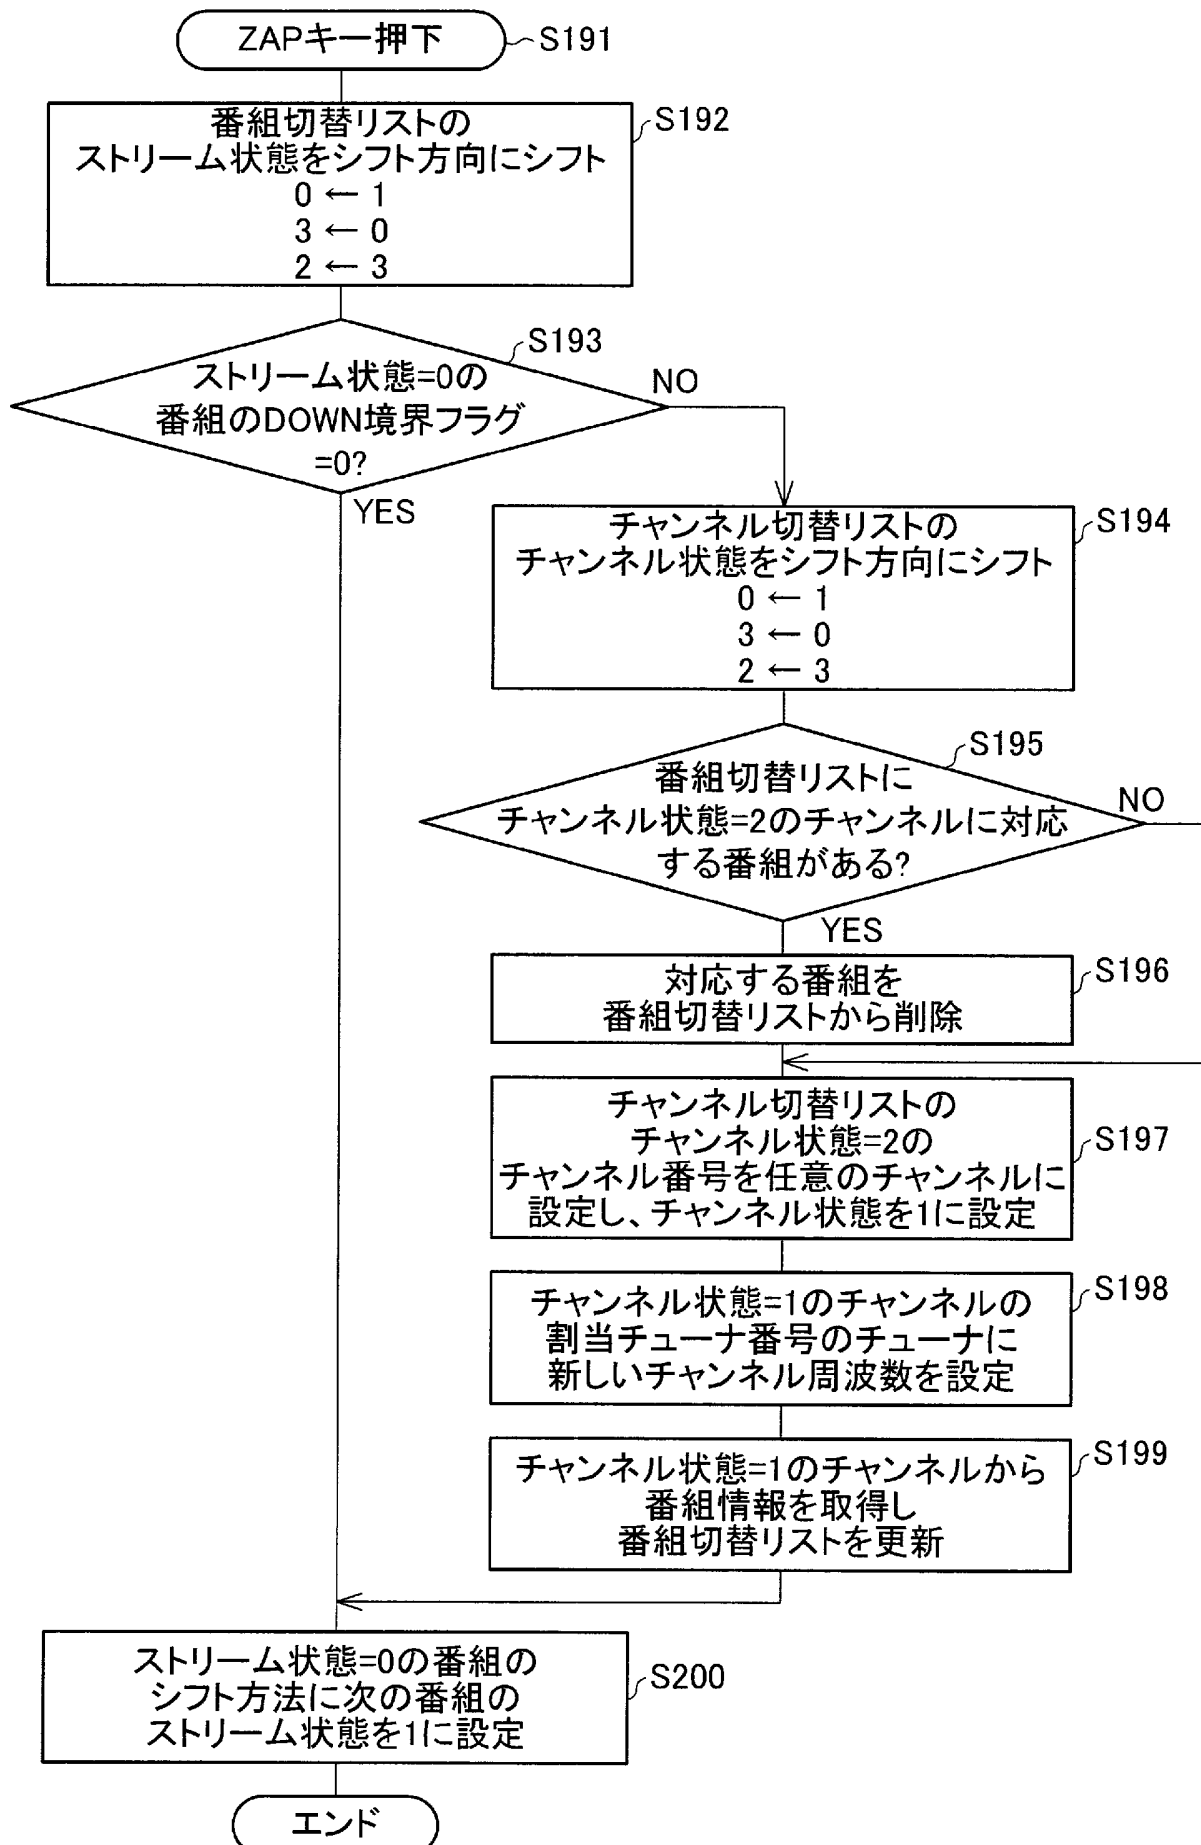 ZAPキー押下
S191
番組切替リストの
ストリーム状態をシフト方向にシフト
0 ← 1
3 ← 0
2 ← 3
S192
ストリーム状態=0の
番組のDOWN境界フラグ
=0?
S193
NO
YES
チャンネル切替リストの
チャンネル状態をシフト方向にシフト
0 ← 1
3 ← 0
2 ← 3
S194
番組切替リストに
チャンネル状態=2のチャンネルに対応
する番組がある?
S195
NO
YES
対応する番組を
番組切替リストから削除
S196
チャンネル切替リストの
チャンネル状態=2の
チャンネル番号を任意のチャンネルに
設定し、チャンネル状態を1に設定
S197
チャンネル状態=1のチャンネルの
割当チューナ番号のチューナに
新しいチャンネル周波数を設定
S198
チャンネル状態=1のチャンネルから
番組情報を取得し
番組切替リストを更新
S199
ストリーム状態=0の番組の
シフト方法に次の番組の
ストリーム状態を1に設定
S200
エンド